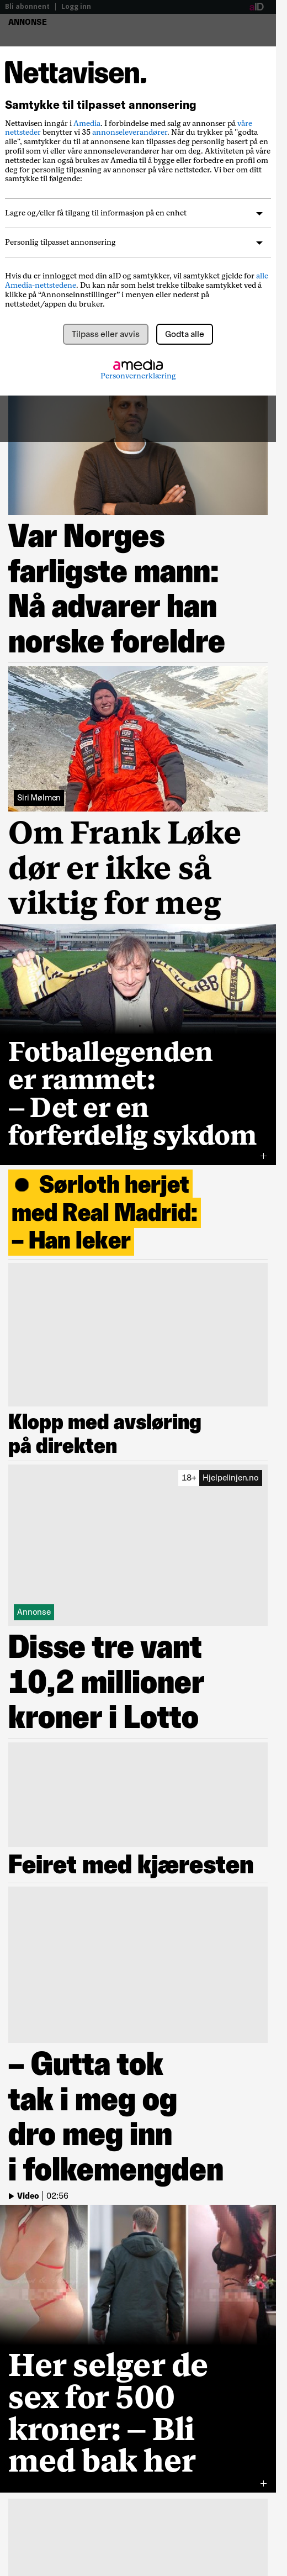 Bli abonnent | Logg inn
aID
ANNONSE
Nettavisen.
Samtykke til tilpasset annonsering
Nettavisen inngår i Amedia. I forbindelse med salg av annonser på våre
nettsteder benytter vi 35 annonseleverandører. Når du trykker på "godta
alle", samtykker du til at annonsene kan tilpasses deg personlig basert på en
profil som vi eller våre annonseleverandører har om deg. Aktiviteten på våre
nettsteder kan også brukes av Amedia til å bygge eller forbedre en profil om
deg for personlig tilpasning av annonser på våre nettsteder. Vi ber om ditt
samtykke til følgende:
Lagre og/eller få tilgang til informasjon på en enhet
Personlig tilpasset annonsering
Hvis du er innlogget med din aID og samtykker, vil samtykket gjelde for alle
Amedia-nettstedene. Du kan når som helst helst trekke tilbake samtykket ved å
klikke på “Annonseinnstillinger” i menyen eller nederst på
nettstedet/appen du bruker.
Tilpass eller avvis
Godta alle
amedia
Personvernerklæring
Var Norges
farligste mann:
Nå advarer han
norske foreldre
Siri Mølmen
Om Frank Løke
dør er ikke så
viktig for meg
Fotballegenden
er rammet:
– Det er en
forferdelig sykdom
Sørloth herjet
med Real Madrid:
– Han leker
Klopp med avsløring
på direkten
18+ Hjelpelinjen.no
Annonse
Disse tre vant
10,2 millioner
kroner i Lotto
Feiret med kjæresten
– Gutta tok
tak i meg og
dro meg inn
i folkemengden
Video | 02:56
Her selger de
sex for 500
kroner: – Bli
med bak her